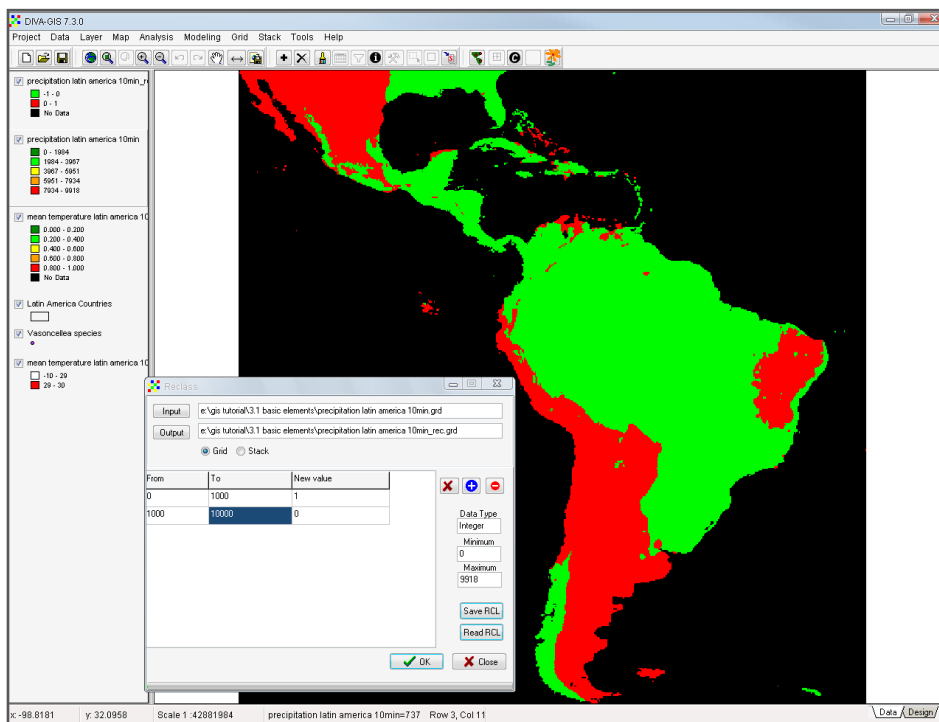 DIVA-GIS 7.3.0
Project Data Layer Map Analysis Modeling Grid Stack Tools Help
precipitation latin america 10min_re
-1 - 0
0 - 1
No Data
precipitation latin america 10min
0 - 1984
1984 - 3967
3967 - 5951
5951 - 7934
7934 - 9918
mean temperature latin america 10
0.000 - 0.200
0.200 - 0.400
0.400 - 0.600
0.600 - 0.800
0.800 - 1.000
No Data
Latin America Countries
Vasoncellea species
mean temperature latin america 10
-10 - 29
29 - 30
Reclass
Input e:\gis tutorial\3.1 basic elements\precipitation latin america 10min.grd
Output e:\gis tutorial\3.1 basic elements\precipitation latin america 10min_rec.grd
Grid Stack
From To New value
0 1000 1
1000 10000 0
Data Type
Integer
Minimum
0
Maximum
9918
Save RCL
Read RCL
OK Close
x: -98.8181 y: 32.0958 Scale 1 :42881984 precipitation latin america 10min=737 Row 3, Col 11 Data Design